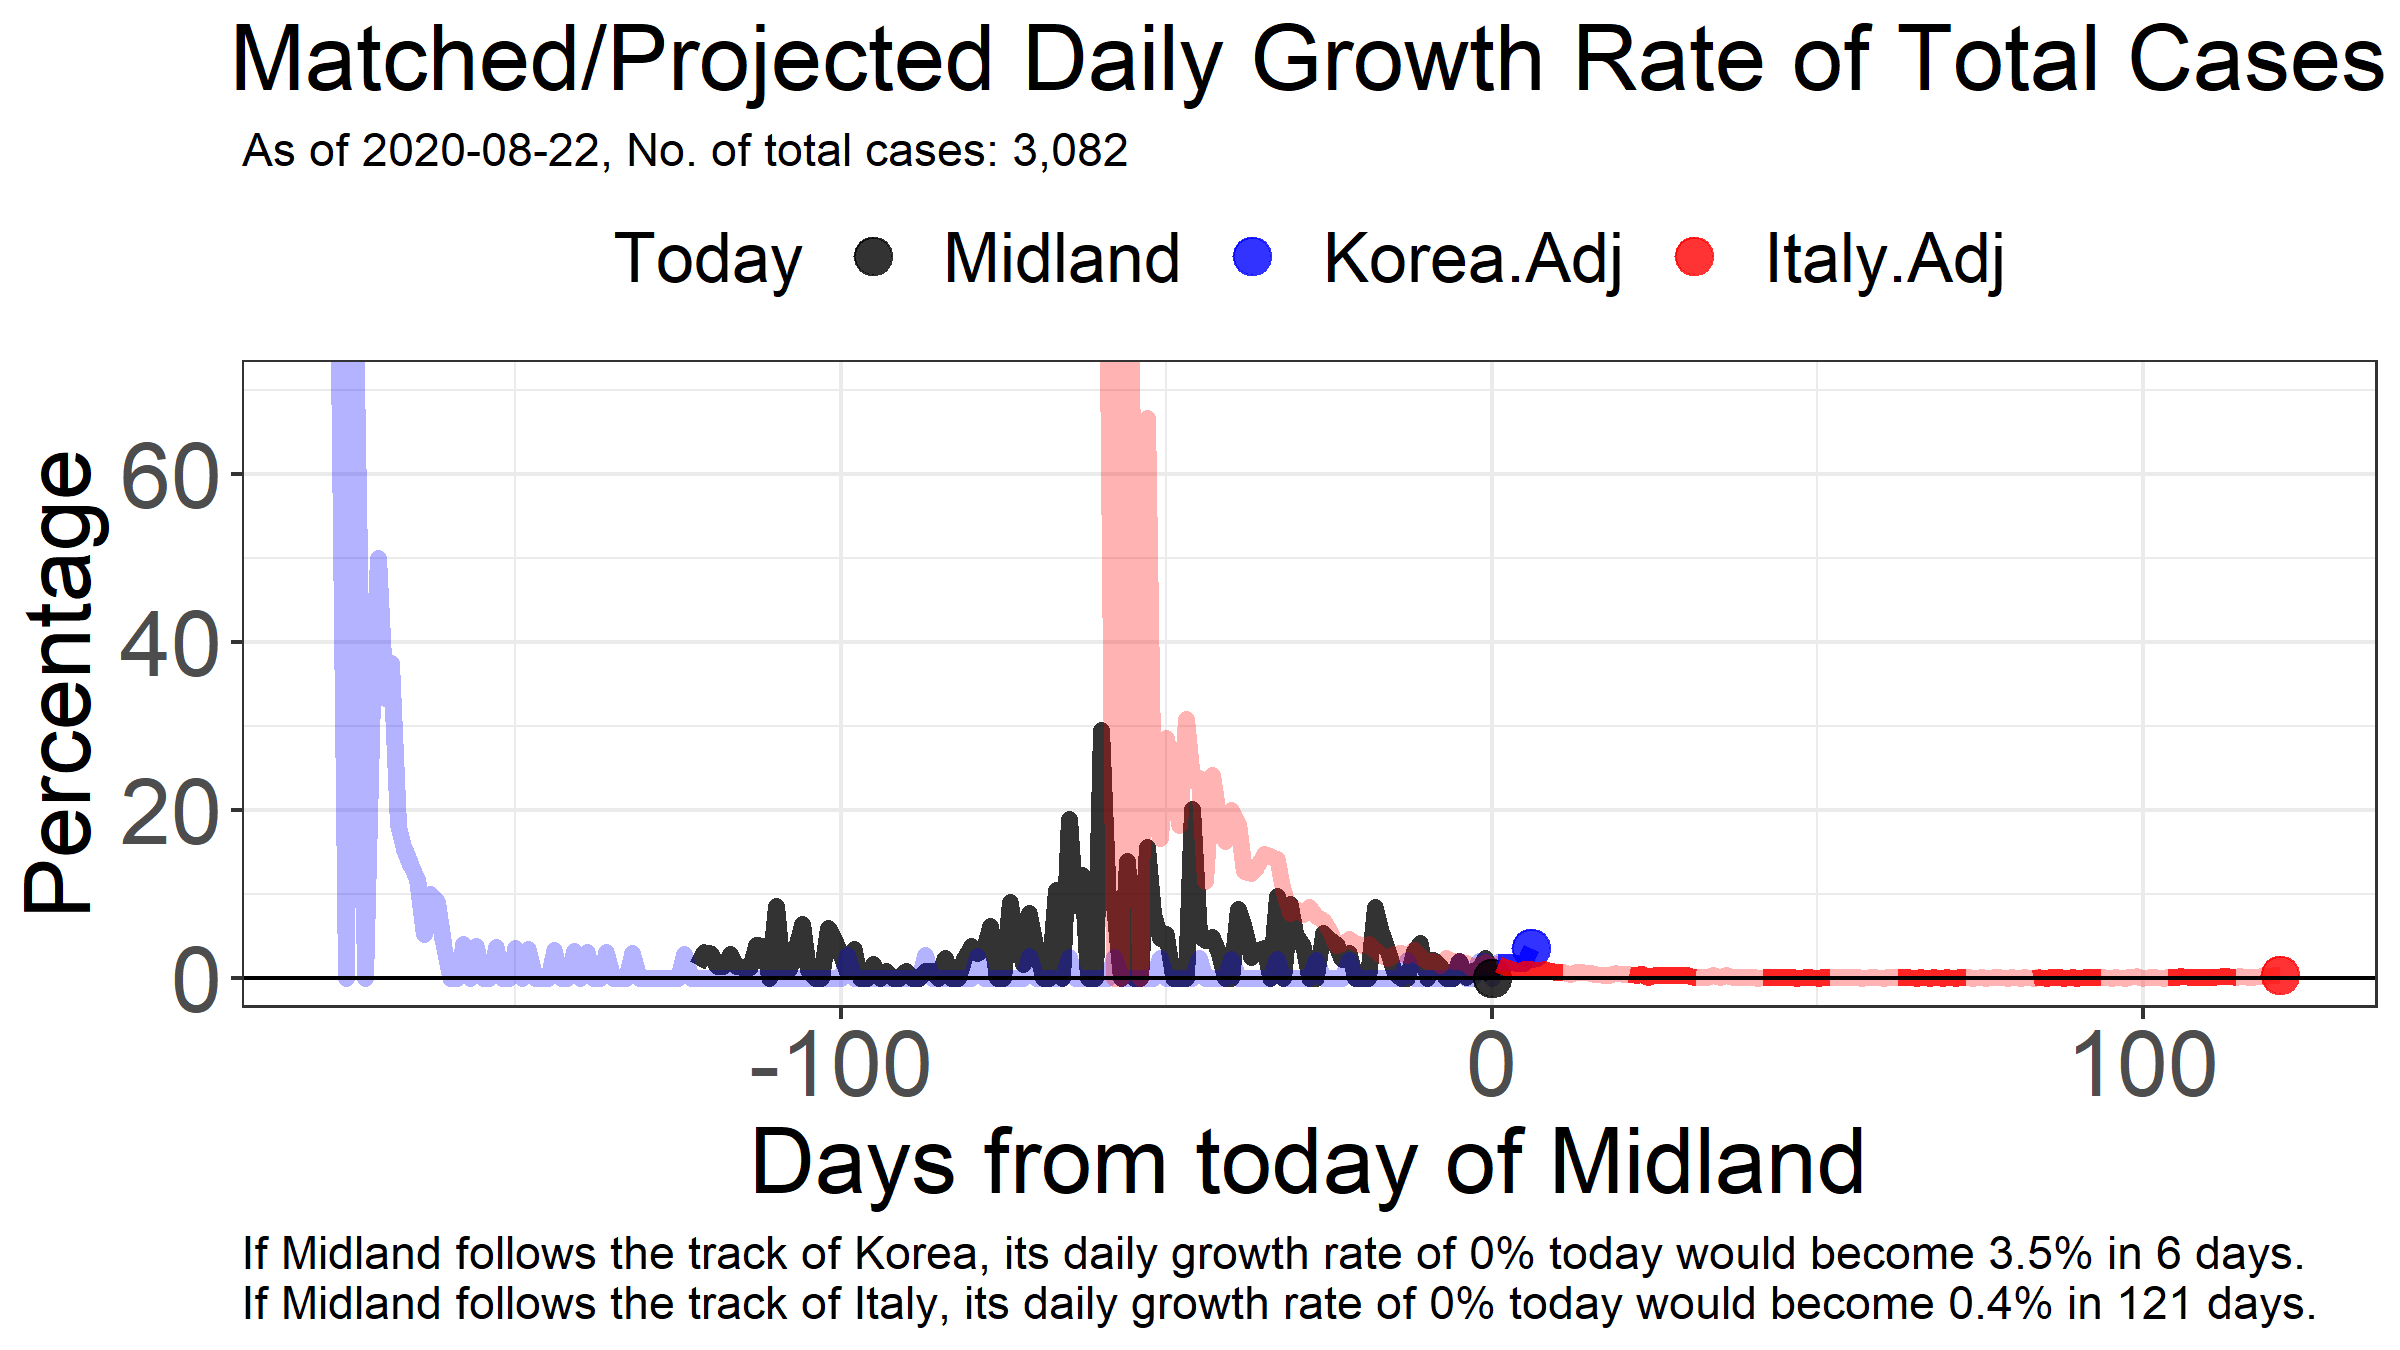 Matched/Projected Daily Growth Rate of Total Cases
As of 2020-08-22, No. of total cases: 3,082
Today Midland Korea.Adj Italy.Adj
Percentage
60
40
20
0
-100 0 100
Days from today of Midland
If Midland follows the track of Korea, its daily growth rate of 0% today would become 3.5% in 6 days.
If Midland follows the track of Italy, its daily growth rate of 0% today would become 0.4% in 121 days.